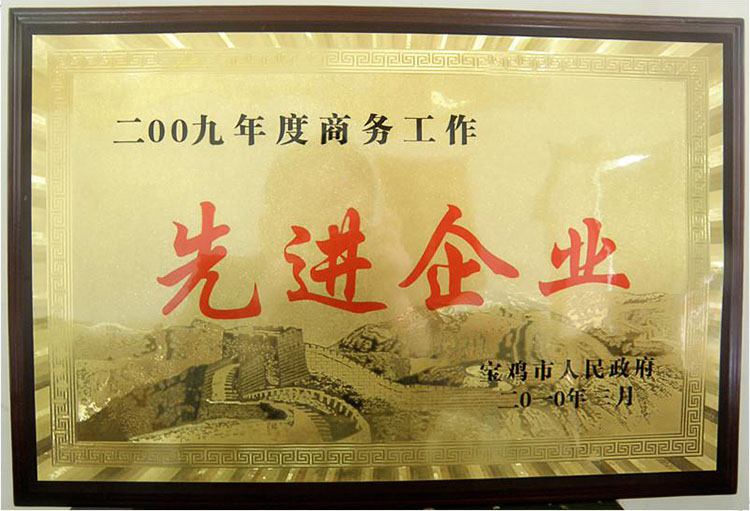 二00九年度商务工作
先进企业
宝鸡市人民政府
二0一0年 月